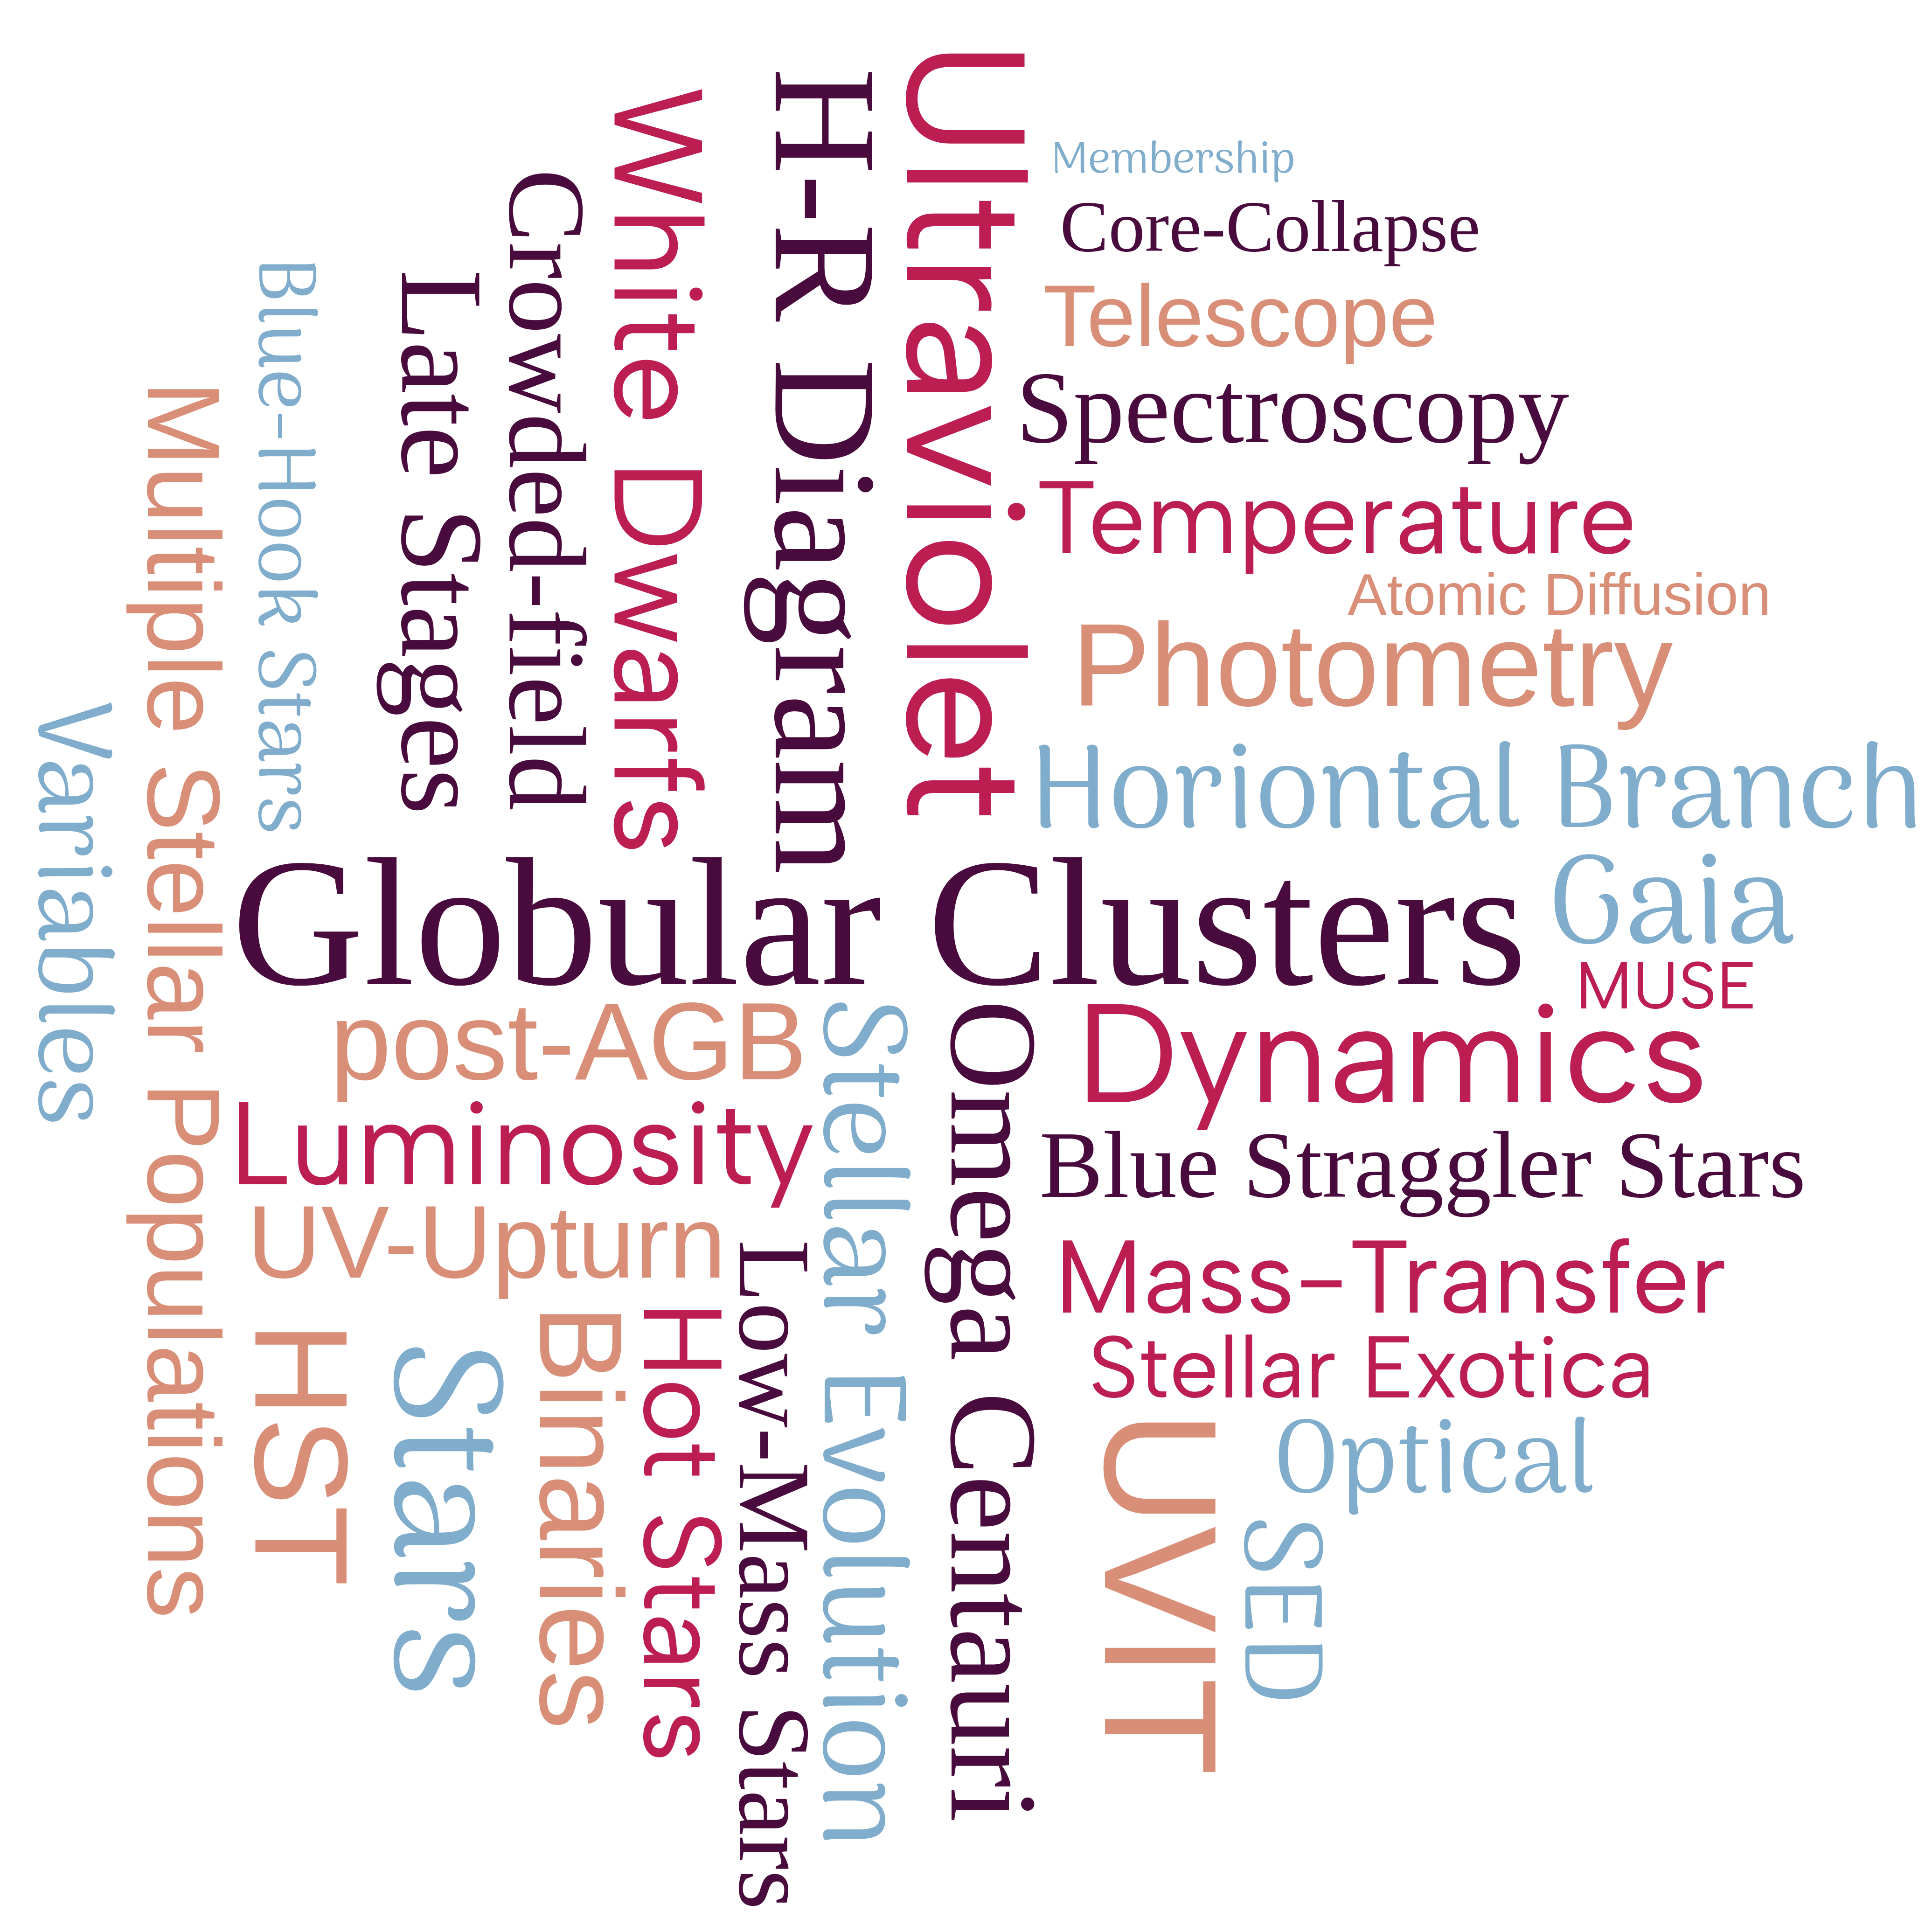 Ultraviolet
H-R Diagram
White Dwarfs
Crowded-field
Late Stages
Blue-Hook Stars
Multiple Stellar Populations
Variables
Membership
Core-Collapse
Telescope
Spectroscopy
Temperature
Atomic Diffusion
Photometry
Horiontal Branch
Globular Clusters
Gaia
MUSE
post-AGB
Dynamics
Luminosity
Blue Straggler Stars
UV-Upturn
Mass-Transfer
Stellar Exotica
Optical
HST
Stars
Binaries
Hot Stars
Low-Mass Stars
Stellar Evolution
Omega Centauri
UVIT
SED